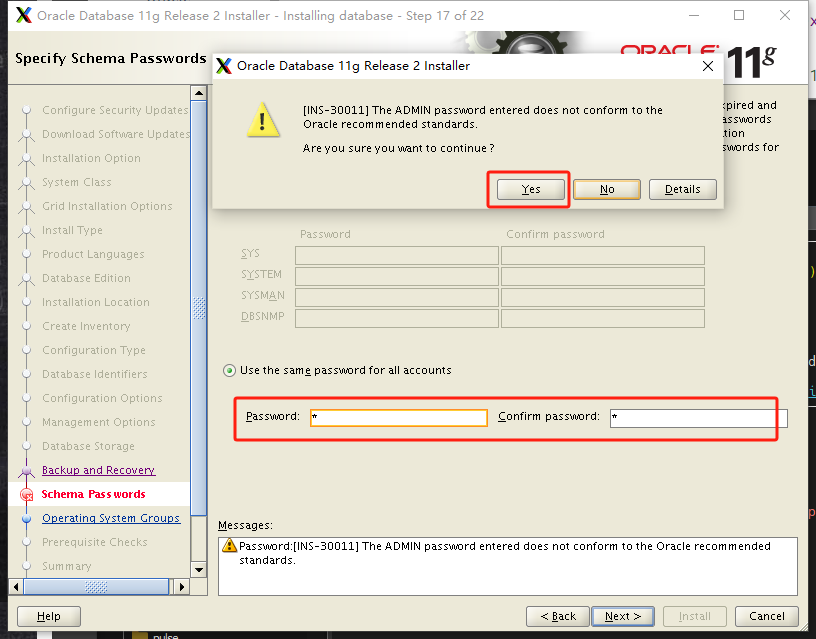 Oracle Database 11g Release 2 Installer - Installing database - Step 17 of 22
Specify Schema Passwords
ORACLE
11g
Oracle Database 11g Release 2 Installer
[INS-30011] The ADMIN password entered does not conform to the
Oracle recommended standards.
Are you sure you want to continue?
Yes
No
Details
expired and
passwords
swords for
Configure Security Updates
Download Software Updates
Installation Option
System Class
Grid Installation Options
Install Type
Product Languages
Database Edition
Installation Location
Create Inventory
Configuration Type
Database Identifiers
Configuration Options
Management Options
Database Storage
Backup and Recovery
Schema Passwords
Operating System Groups
Prerequisite Checks
Summary
Password
Confirm password
SYS
SYSTEM
SYSMAN
DBSNMP
Use the same password for all accounts
Password:
*
Confirm password:
*
Messages:
Password:[INS-30011] The ADMIN password entered does not conform to the Oracle recommended
standards.
Help
< Back
Next >
Install
Cancel
pulse